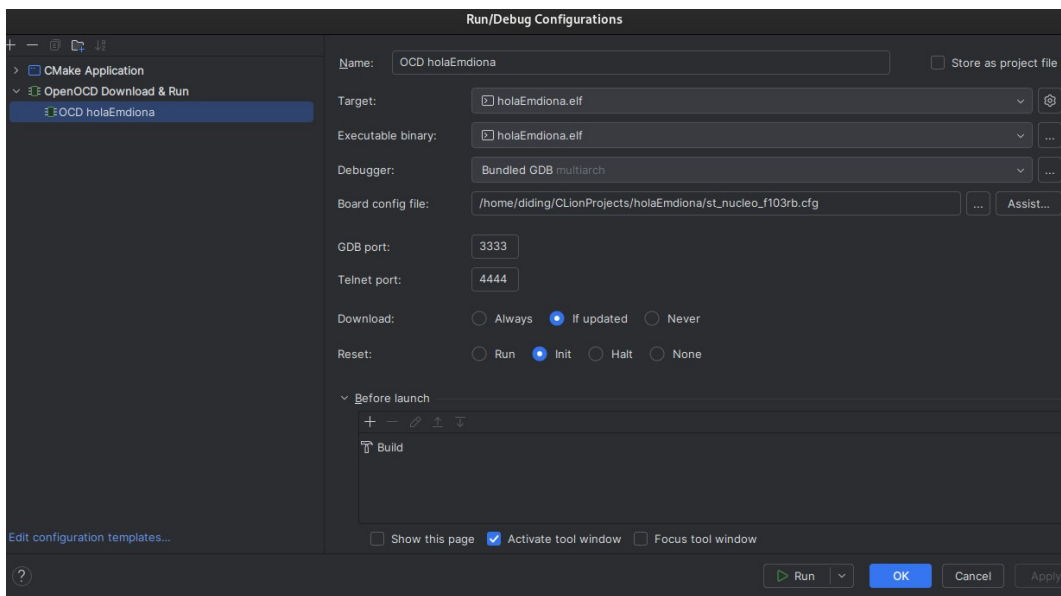 Run/Debug Configurations
CMake Application
OpenOCD Download & Run
OCD holaEmdiona
Edit configuration templates...
Name: OCD holaEmdiona Store as project file
Target: holaEmdiona.elf
Executable binary: holaEmdiona.elf ...
Debugger: Bundled GDB multiarch ...
Board config file: /home/diding/CLionProjects/holaEmdiona/st_nucleo_f103rb.cfg ... Assist...
GDB port: 3333
Telnet port: 4444
Download: Always If updated Never
Reset: Run Init Halt None
Before launch
Build
Show this page Activate tool window Focus tool window
? Run OK Cancel Apply